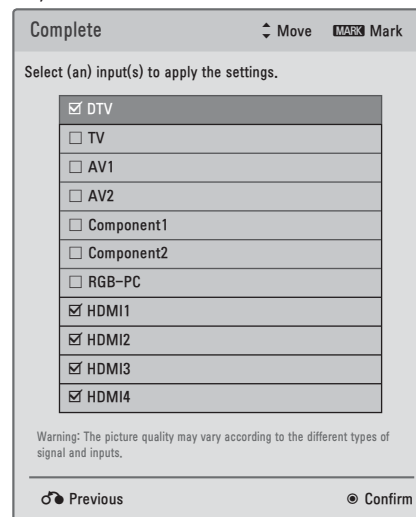 Complete Move MARK Mark
Select (an) input(s) to apply the settings.
DTV
TV
AV1
AV2
Component1
Component2
RGB-PC
HDMI1
HDMI2
HDMI3
HDMI4
Warning: The picture quality may vary according to the different types of
signal and inputs.
Previous Confirm